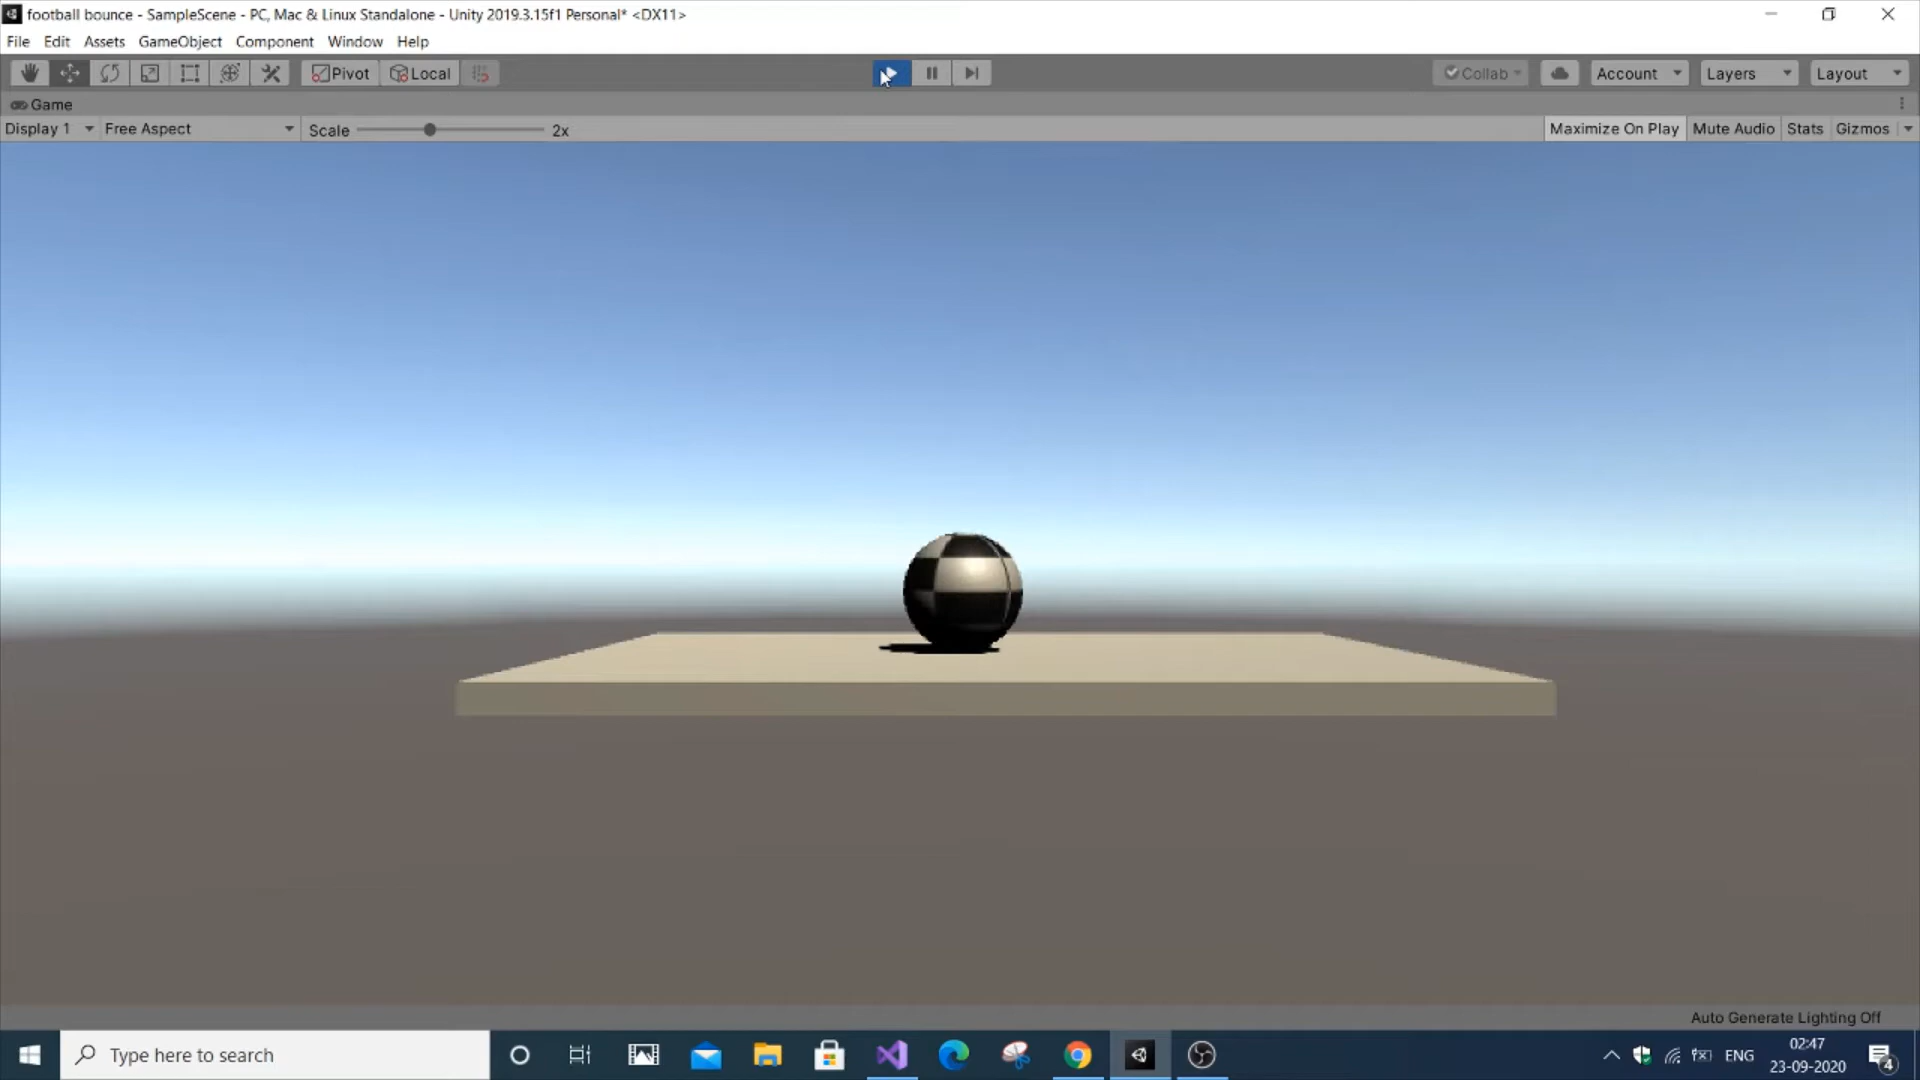 football bounce - SampleScene - PC, Mac & Linux Standalone - Unity 2019.3.15f1 Personal* <DX11>
File Edit Assets GameObject Component Window Help
Pivot Local Collab Account Layers Layout
Game
Display 1 Free Aspect Scale 2x Maximize On Play Mute Audio Stats Gizmos
Auto Generate Lighting Off
Type here to search ENG 02:47
23-09-2020 4